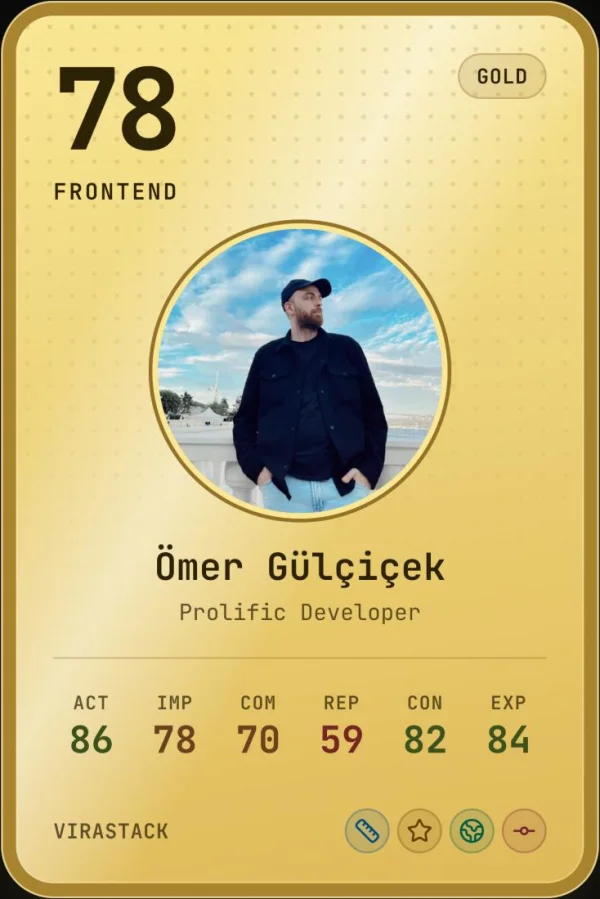 78
GOLD
FRONTEND
Ömer Gülçiçek
Prolific Developer
ACT IMP COM REP CON EXP
86 78 70 59 82 84
VIRASTACK